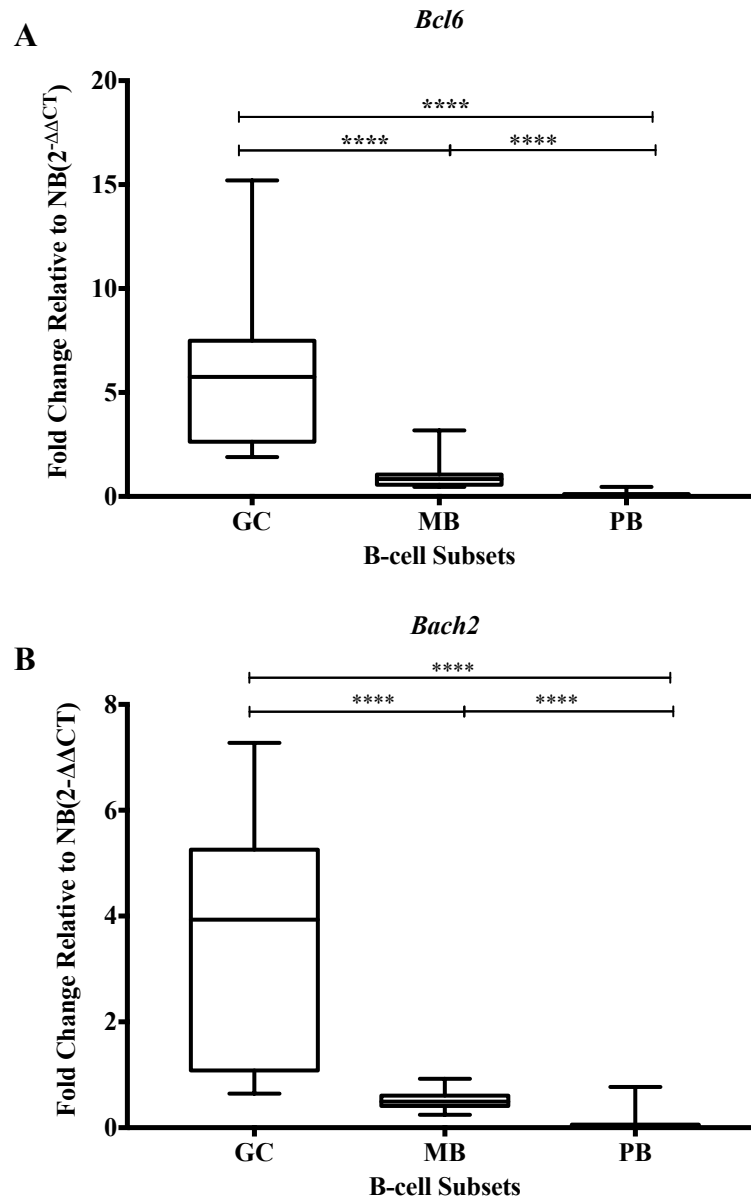 Bcl6
A
Fold Change Relative to NB(2-ΔΔCT)
20
15
10
5
0
****
**** ****
GC MB PB
B-cell Subsets
Bach2
B
Fold Change Relative to NB(2-ΔΔCT)
8
6
4
2
0
****
**** ****
GC MB PB
B-cell Subsets